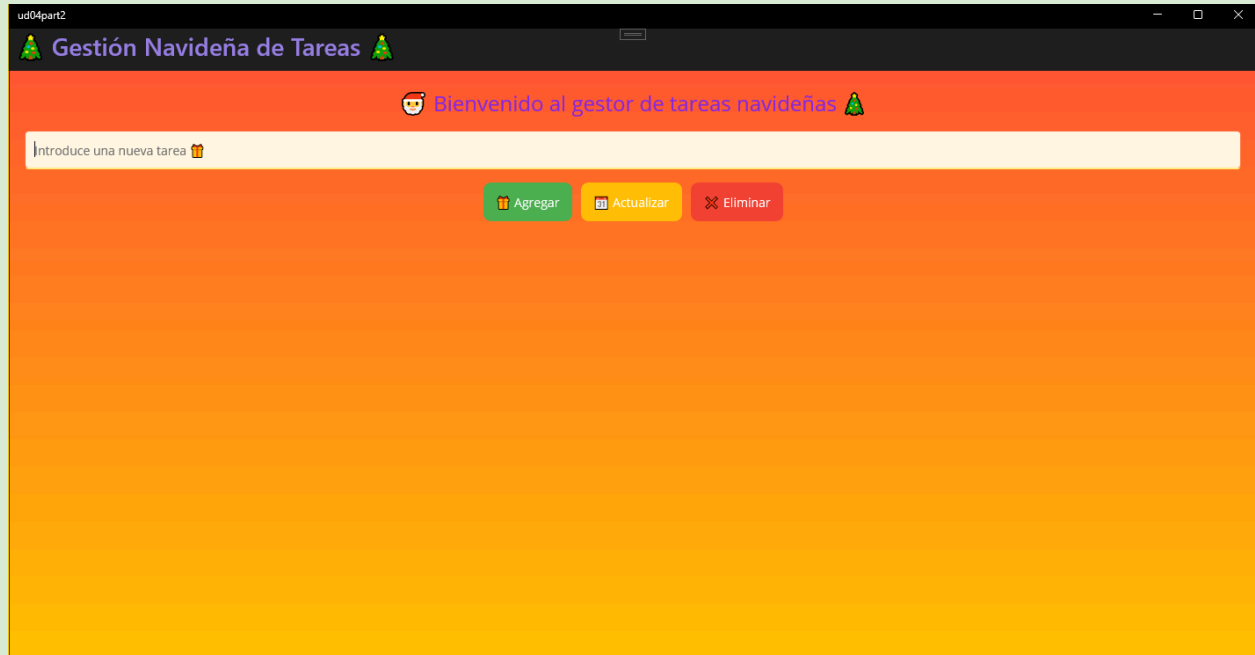 ud04part2
🎄 Gestión Navideña de Tareas 🎄
🎅 Bienvenido al gestor de tareas navideñas 🎄
Introduce una nueva tarea 🎁
🎁 Agregar 📅 Actualizar ❌ Eliminar